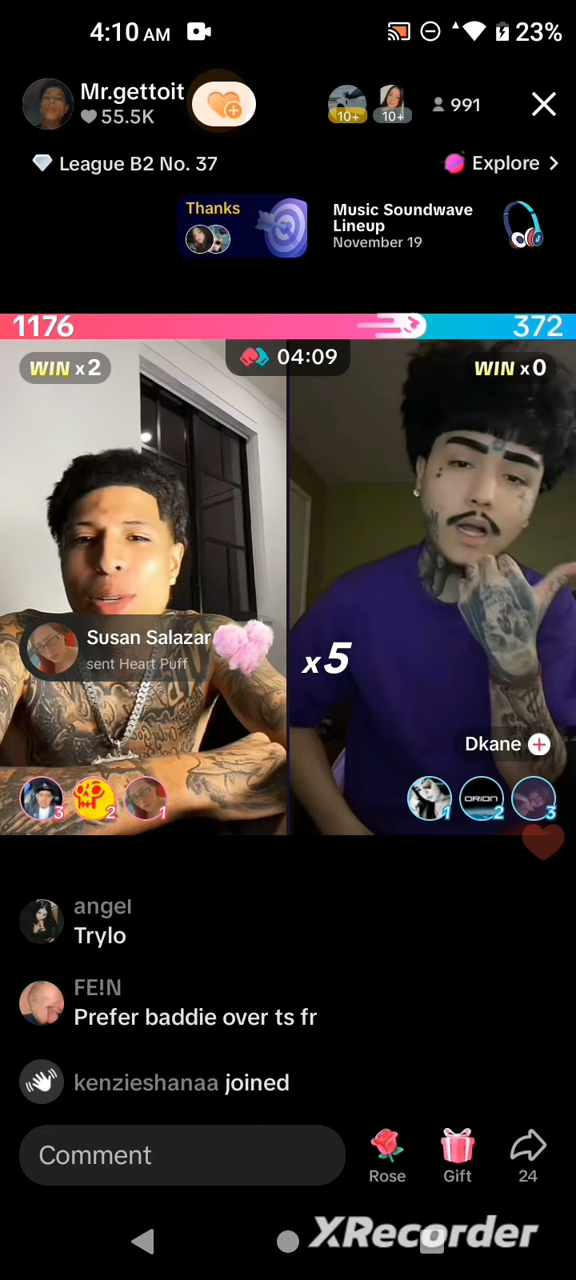 4:10 AM
23%
Mr.gettoit
55.5K
10+
10+
991
League B2 No. 37
Explore
Thanks
Music Soundwave
Lineup
November 19
1176
372
WIN x2
04:09
WIN x0
Susan Salazar
sent Heart Puff
x5
Dkane
3
2
1
1
ORION
2
3
angel
Trylo
FE!N
Prefer baddie over ts fr
kenzieshanaa joined
Comment
Rose
Gift
24
XRecorder